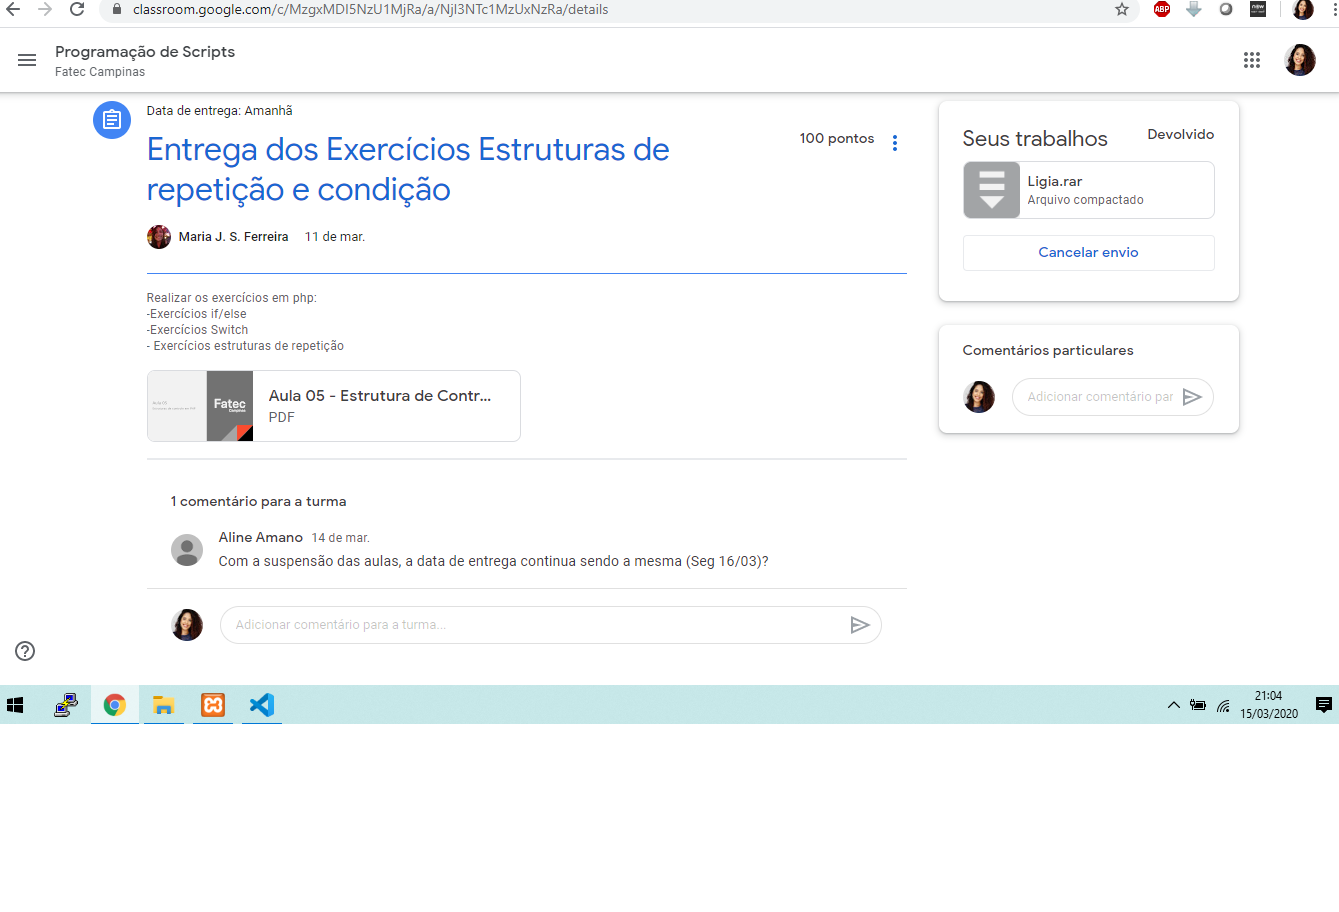 classroom.google.com/c/MzgxMDI5NzU1MjRa/a/NjI3NTc1MzUxNzRa/details
ABP
Programação de Scripts
Fatec Campinas
Data de entrega: Amanhã
Entrega dos Exercícios Estruturas de
repetição e condição
100 pontos
Maria J. S. Ferreira 11 de mar.
Realizar os exercícios em php:
-Exercícios if/else
-Exercícios Switch
- Exercícios estruturas de repetição
Aula 05
Fatec
Campinas
Aula 05 - Estrutura de Contr...
PDF
1 comentário para a turma
Aline Amano 14 de mar.
Com a suspensão das aulas, a data de entrega continua sendo a mesma (Seg 16/03)?
Adicionar comentário para a turma...
Seus trabalhos Devolvido
Ligia.rar
Arquivo compactado
Cancelar envio
Comentários particulares
Adicionar comentário par
21:04
15/03/2020